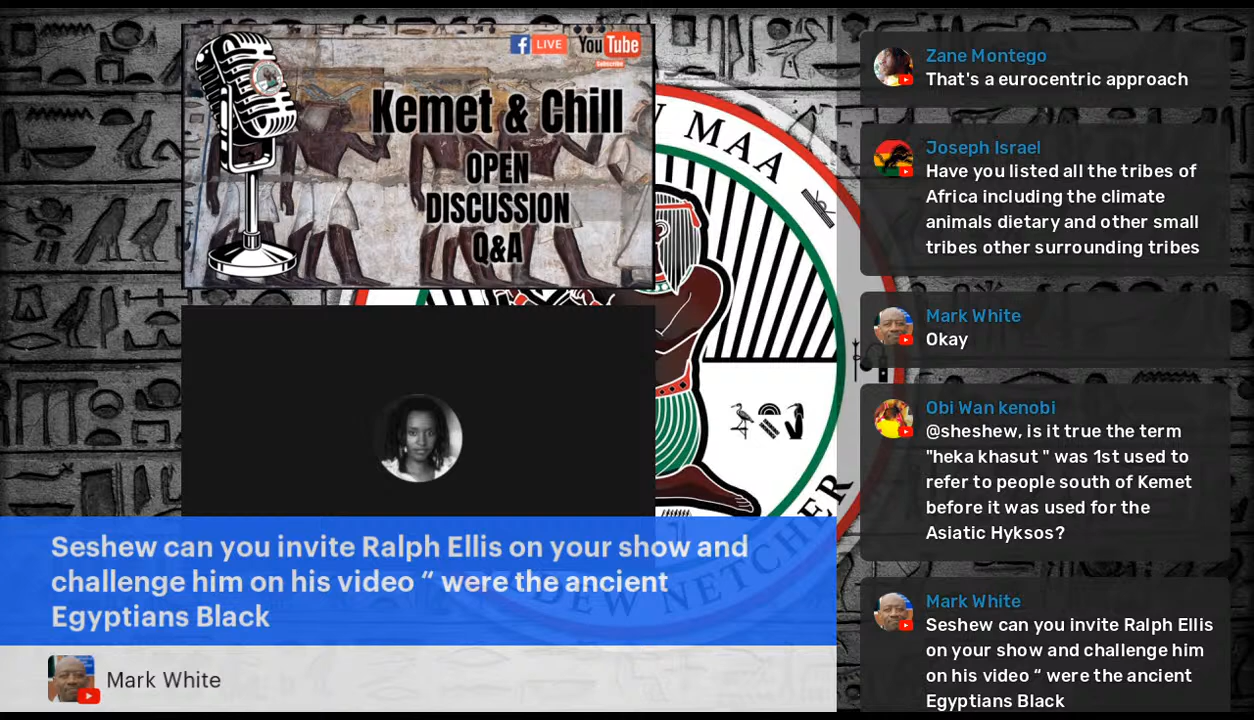 LIVE
YouTube
Subscribe
Kemet & Chill
OPEN
DISCUSSION
Q&A
MAA
NETCHER
Seshew can you invite Ralph Ellis on your show and
challenge him on his video “ were the ancient
Egyptians Black
Mark White
Zane Montego
That's a eurocentric approach
Joseph Israel
Have you listed all the tribes of
Africa including the climate
animals dietary and other small
tribes other surrounding tribes
Mark White
Okay
Obi Wan kenobi
@sheshew, is it true the term
"heka khasut " was 1st used to
refer to people south of Kemet
before it was used for the
Asiatic Hyksos?
Mark White
Seshew can you invite Ralph Ellis
on your show and challenge him
on his video “ were the ancient
Egyptians Black